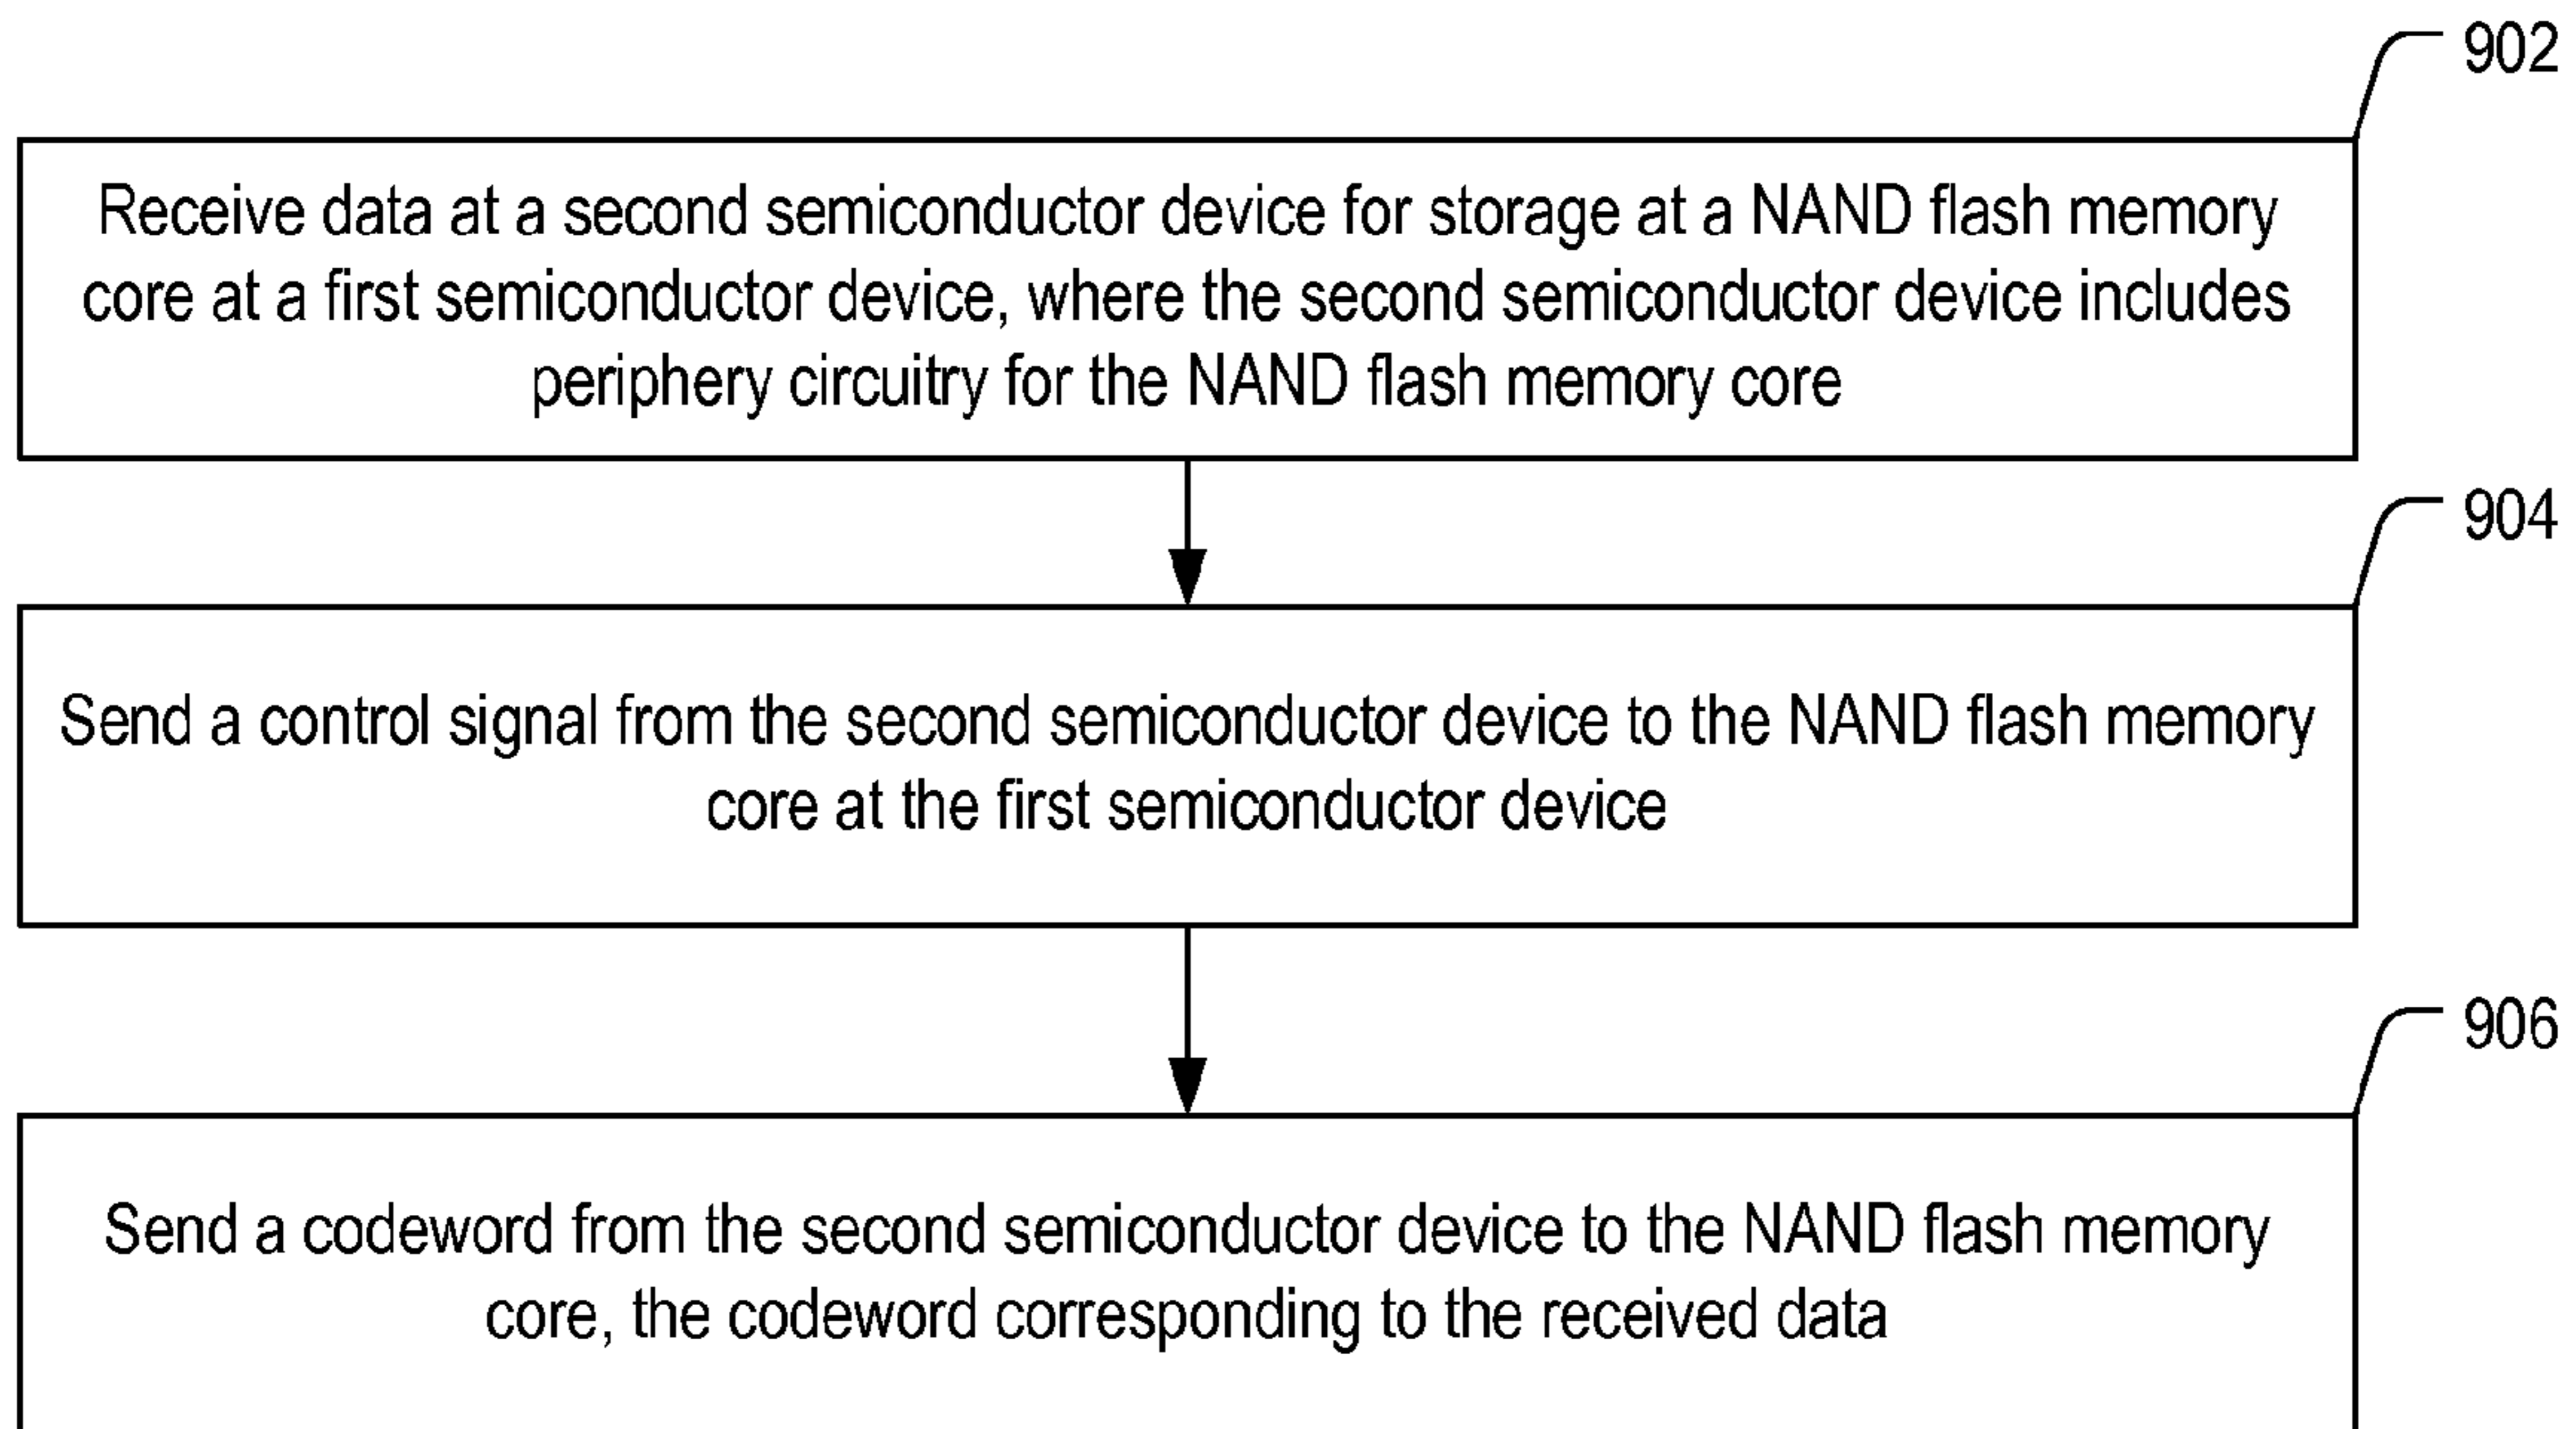 902
Receive data at a second semiconductor device for storage at a NAND flash memory
core at a first semiconductor device, where the second semiconductor device includes
periphery circuitry for the NAND flash memory core
904
Send a control signal from the second semiconductor device to the NAND flash memory
core at the first semiconductor device
906
Send a codeword from the second semiconductor device to the NAND flash memory
core, the codeword corresponding to the received data